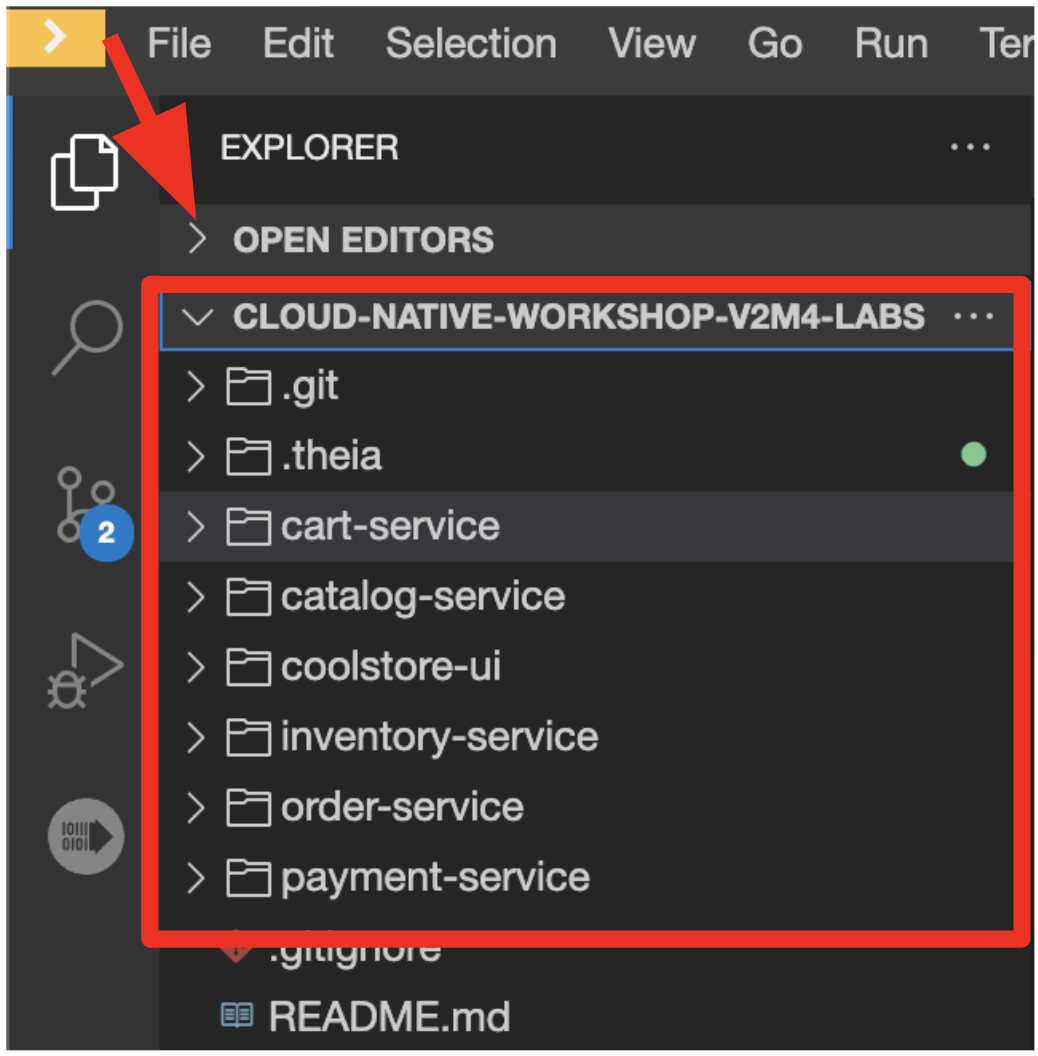 File Edit Selection View Go Run Ter
EXPLORER ...
OPEN EDITORS
CLOUD-NATIVE-WORKSHOP-V2M4-LABS ...
.git
.theia
cart-service
2
catalog-service
coolstore-ui
inventory-service
order-service
payment-service
.gitignore
README.md